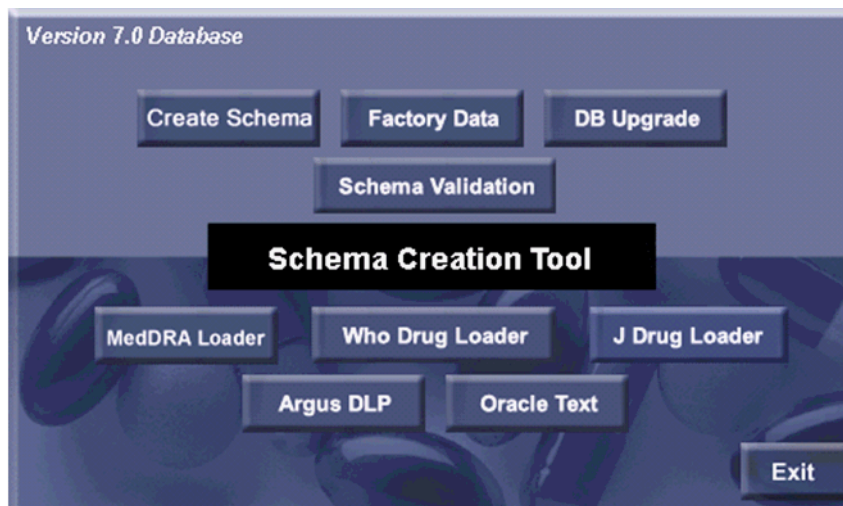 Version 7.0 Database
Create Schema Factory Data DB Upgrade
Schema Validation
Schema Creation Tool
MedDRA Loader Who Drug Loader J Drug Loader
Argus DLP Oracle Text
Exit